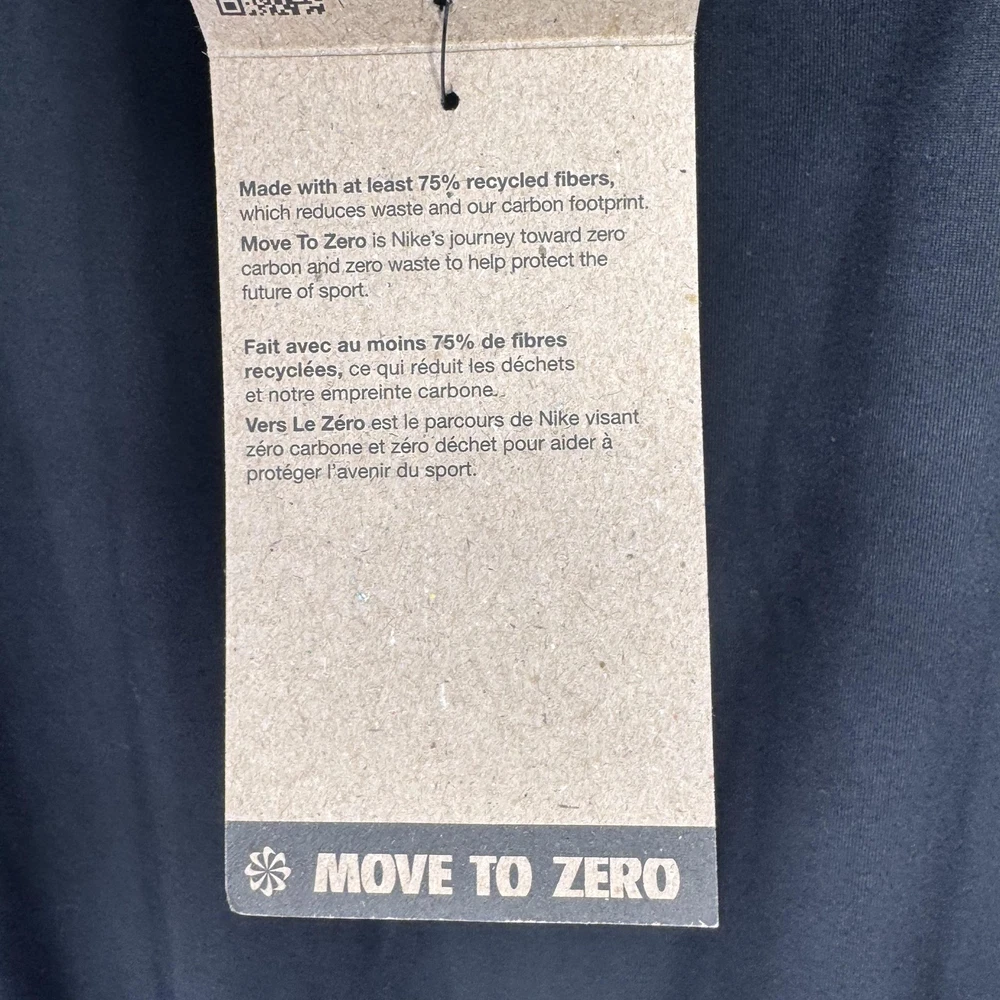 Made with at least 75% recycled fibers,
which reduces waste and our carbon footprint.
Move To Zero is Nike's journey toward zero
carbon and zero waste to help protect the
future of sport.
Fait avec au moins 75% de fibres
recyclées, ce qui réduit les déchets
et notre empreinte carbone.
Vers Le Zéro est le parcours de Nike visant
zéro carbone et zéro déchet pour aider à
protéger l'avenir du sport.
MOVE TO ZERO